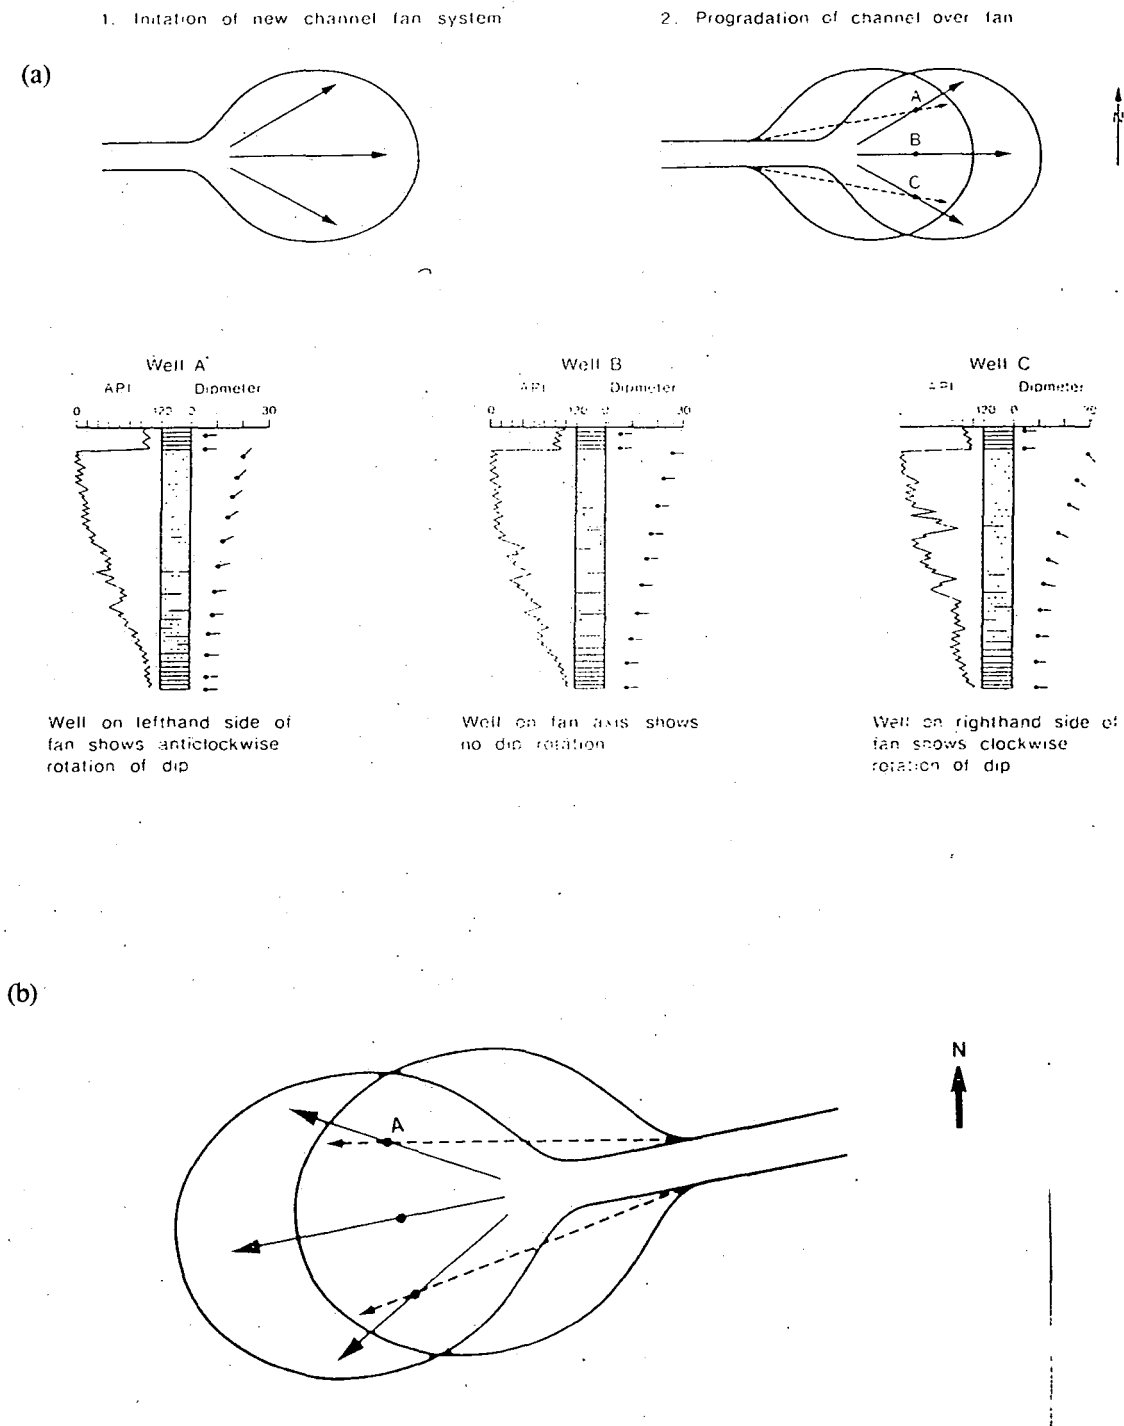 1. Initation of new channel fan system
2. Progradation of channel over fan
(a)
A
B
C
N
Well A
API Dipmeter
0 120 0 30
Well B
API Dipmeter
0 120 0 30
Well C
API Dipmeter
120 0 30
Well on lefthand side of
fan shows anticlockwise
rotation of dip
Well on fan axis shows
no dip rotation
Well on righthand side of
fan shows clockwise
rotation of dip
(b)
N
A